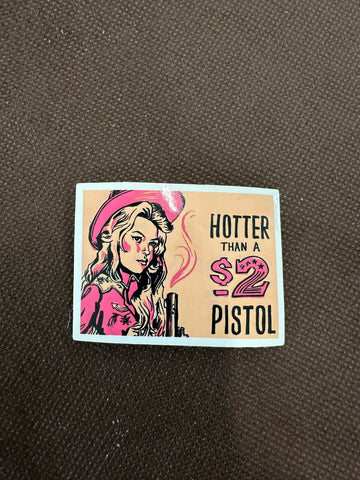 HOTTER
THAN A
$2
PISTOL